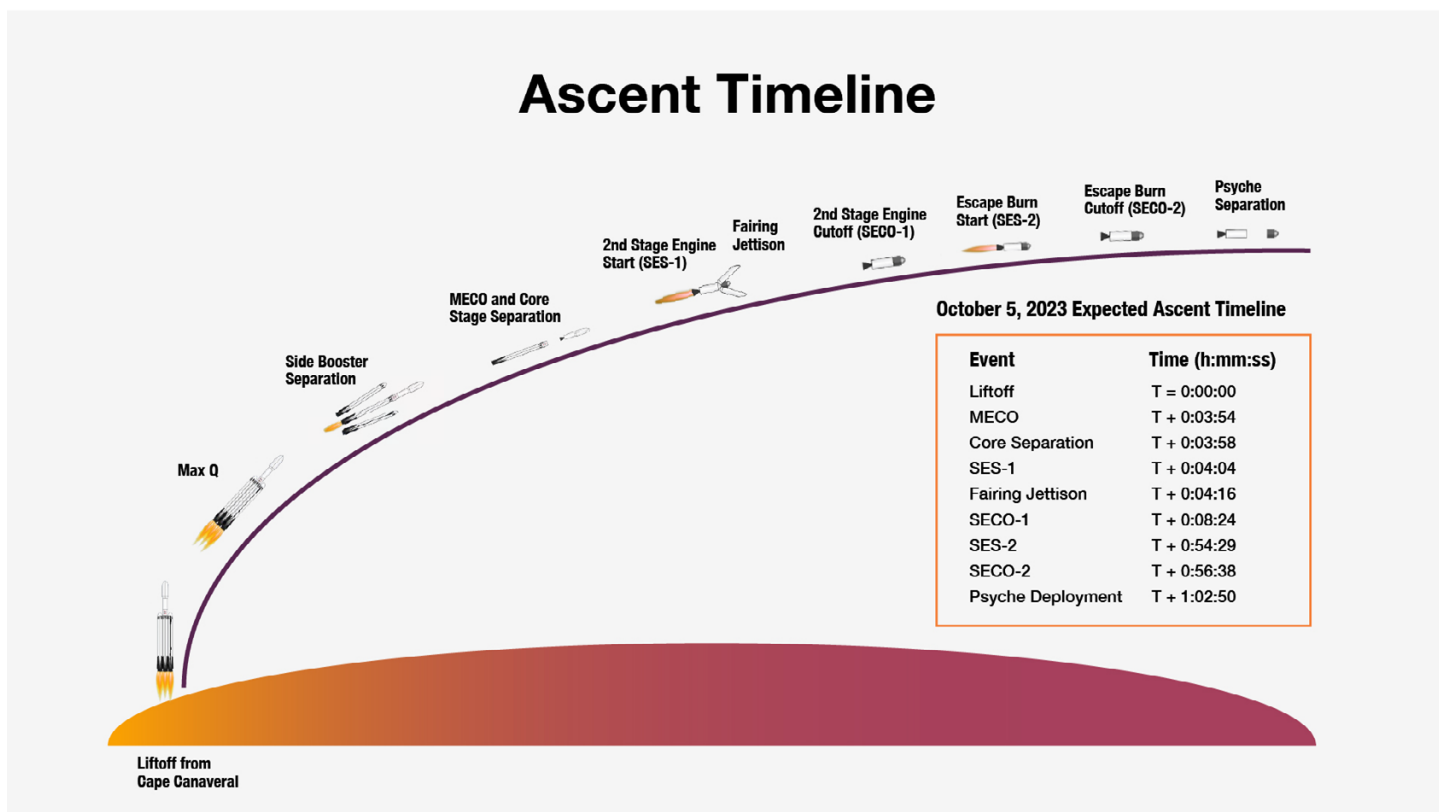 Ascent Timeline
Liftoff from
Cape Canaveral
Max Q
Side Booster
Separation
MECO and Core
Stage Separation
2nd Stage Engine
Start (SES-1)
Fairing
Jettison
2nd Stage Engine
Cutoff (SECO-1)
Escape Burn
Start (SES-2)
Escape Burn
Cutoff (SECO-2)
Psyche
Separation
October 5, 2023 Expected Ascent Timeline
Event Time (h:mm:ss)
Liftoff T = 0:00:00
MECO T + 0:03:54
Core Separation T + 0:03:58
SES-1 T + 0:04:04
Fairing Jettison T + 0:04:16
SECO-1 T + 0:08:24
SES-2 T + 0:54:29
SECO-2 T + 0:56:38
Psyche Deployment T + 1:02:50